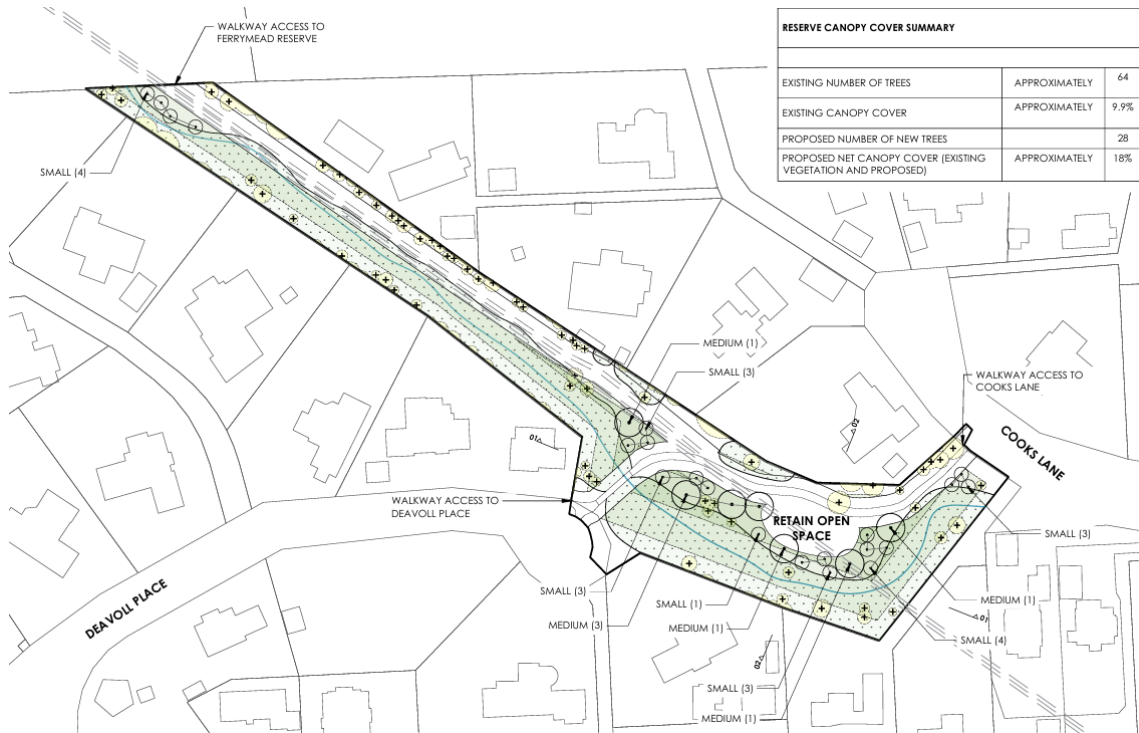 WALKWAY ACCESS TO
FERRYMEAD RESERVE
RESERVE CANOPY COVER SUMMARY
EXISTING NUMBER OF TREES APPROXIMATELY 64
EXISTING CANOPY COVER APPROXIMATELY 9.9%
PROPOSED NUMBER OF NEW TREES 28
PROPOSED NET CANOPY COVER (EXISTING
VEGETATION AND PROPOSED) APPROXIMATELY 18%
SMALL (4)
MEDIUM (1)
SMALL (3)
WALKWAY ACCESS TO
COOKS LANE
02
01
COOKS LANE
WALKWAY ACCESS TO
DEAVOLL PLACE
RETAIN OPEN
SPACE
SMALL (3)
DEAVOLL PLACE
SMALL (3)
SMALL (1)
MEDIUM (1)
MEDIUM (3)
MEDIUM (1)
01
SMALL (4)
02
SMALL (3)
MEDIUM (1)